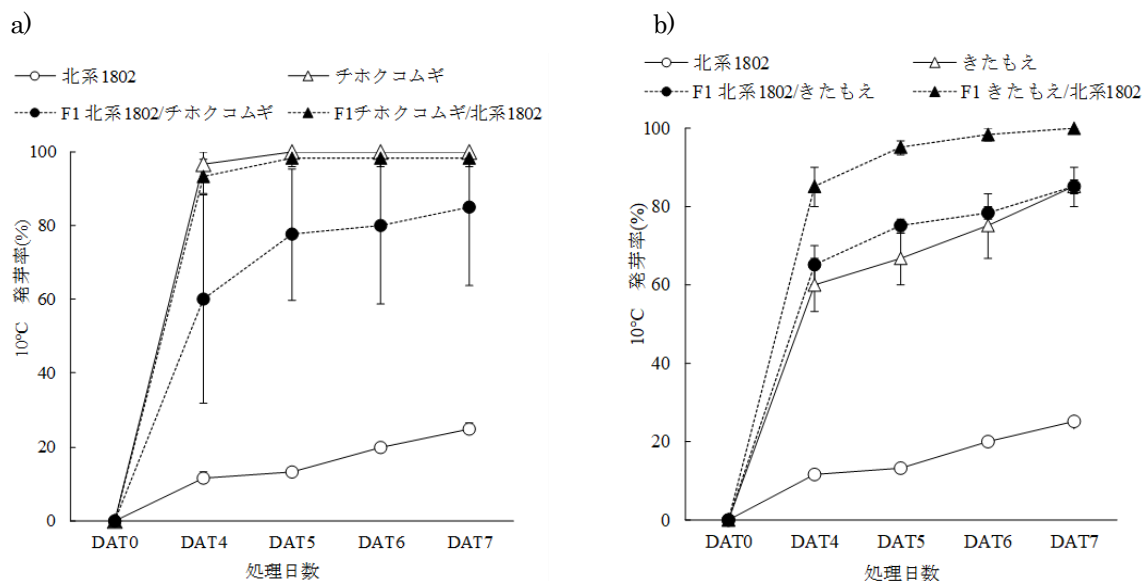 a)
北系1802 チホクコムギ
F1 北系1802/チホクコムギ F1チホクコムギ/北系1802
100
80
60
40
20
0
10℃ 発芽率(%)
DAT0 DAT4 DAT5 DAT6 DAT7
処理日数
b)
北系1802 きたもえ
F1 北系1802/きたもえ F1 きたもえ/北系1802
100
80
60
40
20
0
10℃ 発芽率(%)
DAT0 DAT4 DAT5 DAT6 DAT7
処理日数